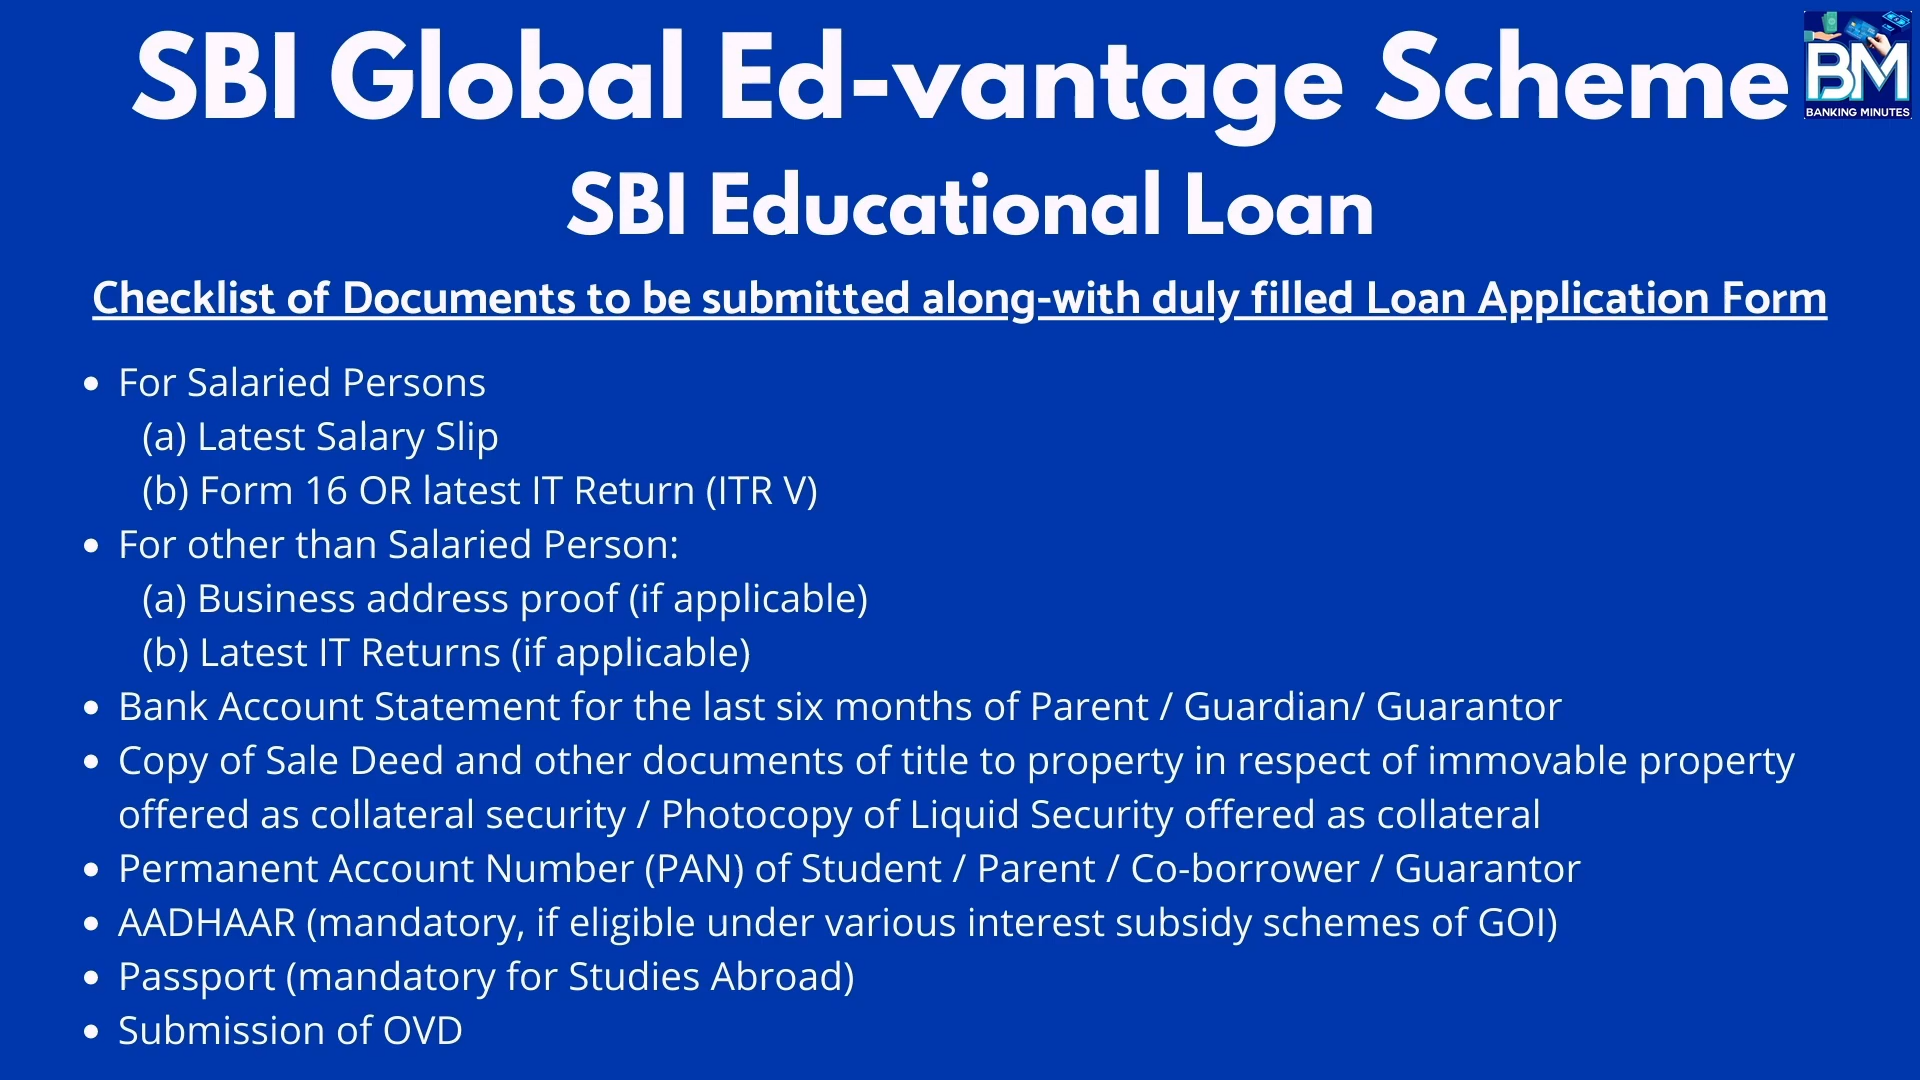 SBI Global Ed-vantage Scheme
BM
BANKING MINUTES
SBI Educational Loan
Checklist of Documents to be submitted along-with duly filled Loan Application Form
• For Salaried Persons
(a) Latest Salary Slip
(b) Form 16 OR latest IT Return (ITR V)
• For other than Salaried Person:
(a) Business address proof (if applicable)
(b) Latest IT Returns (if applicable)
• Bank Account Statement for the last six months of Parent / Guardian/ Guarantor
• Copy of Sale Deed and other documents of title to property in respect of immovable property
offered as collateral security / Photocopy of Liquid Security offered as collateral
• Permanent Account Number (PAN) of Student / Parent / Co-borrower / Guarantor
• AADHAAR (mandatory, if eligible under various interest subsidy schemes of GOI)
• Passport (mandatory for Studies Abroad)
• Submission of OVD